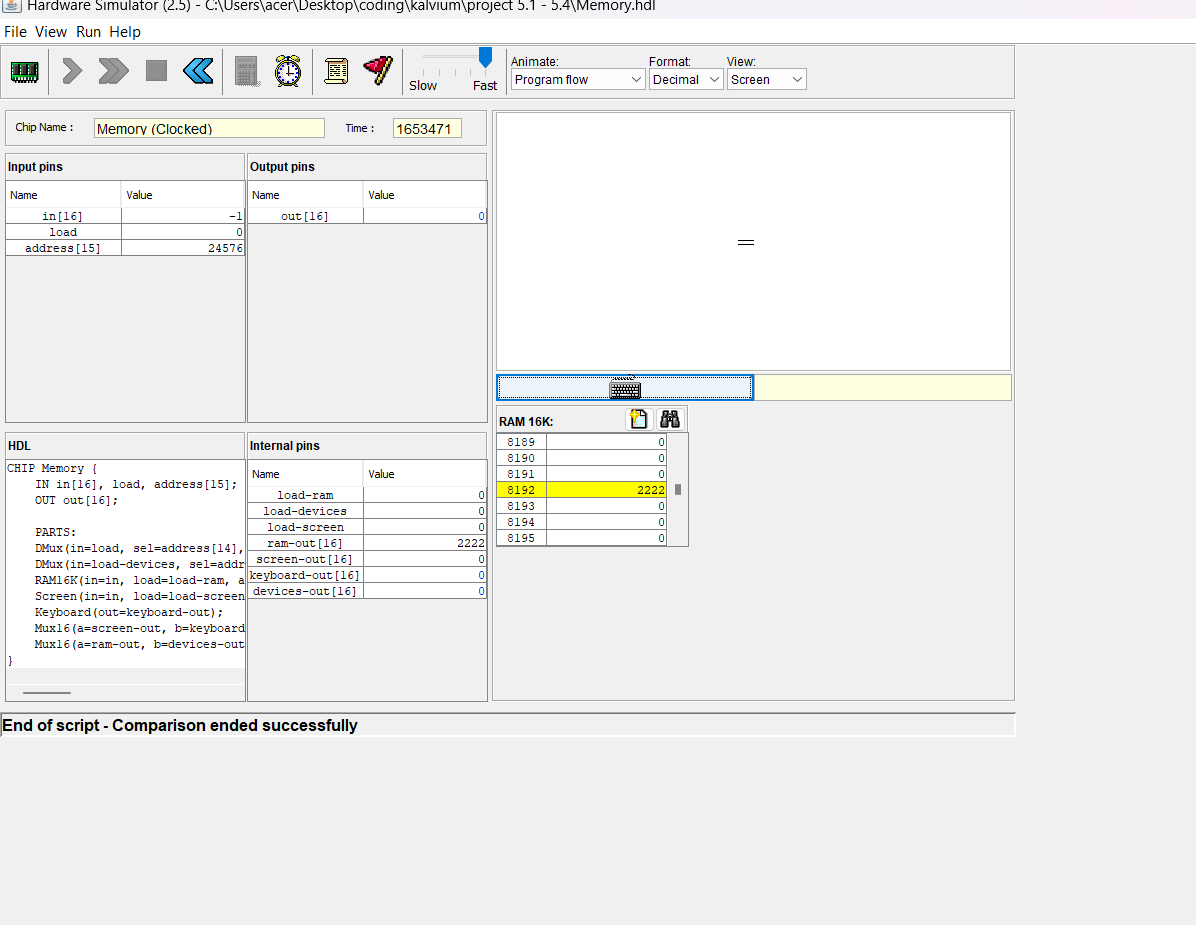 Hardware Simulator (2.5) - C:\Users\acer\Desktop\coding\kalvium\project 5.1 - 5.4\Memory.hdl
File View Run Help
Slow Fast
Animate: Format: View:
Program flow Decimal Screen
Chip Name : Memory (Clocked) Time : 1653471
Input pins
Name Value
in[16] -1
load 0
address[15] 24576
Output pins
Name Value
out[16] 0
HDL
CHIP Memory {
IN in[16], load, address[15];
OUT out[16];
PARTS:
DMux(in=load, sel=address[14],
DMux(in=load-devices, sel=addr
RAM16K(in=in, load=load-ram, a
Screen(in=in, load=load-screen
Keyboard(out=keyboard-out);
Mux16(a=screen-out, b=keyboard
Mux16(a=ram-out, b=devices-out
}
Internal pins
Name Value
load-ram 0
load-devices 0
load-screen 0
ram-out[16] 2222
screen-out[16] 0
keyboard-out[16] 0
devices-out[16] 0
RAM 16K:
8189 0
8190 0
8191 0
8192 2222
8193 0
8194 0
8195 0
End of script - Comparison ended successfully